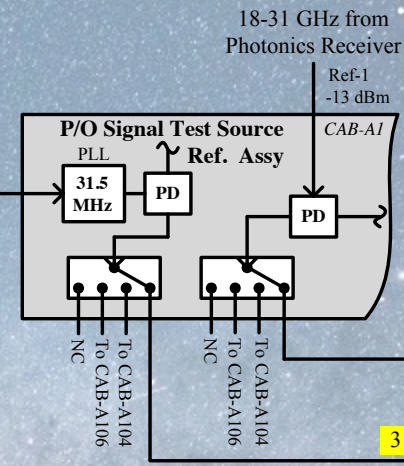 18-31 GHz from
Photonics Receiver
Ref-1
-13 dBm
P/O Signal Test Source
CAB-A1
PLL
Ref. Assy
31.5
MHz
PD
PD
NC
To CAB-A106
To CAB-A104
NC
To CAB-A106
To CAB-A104
3